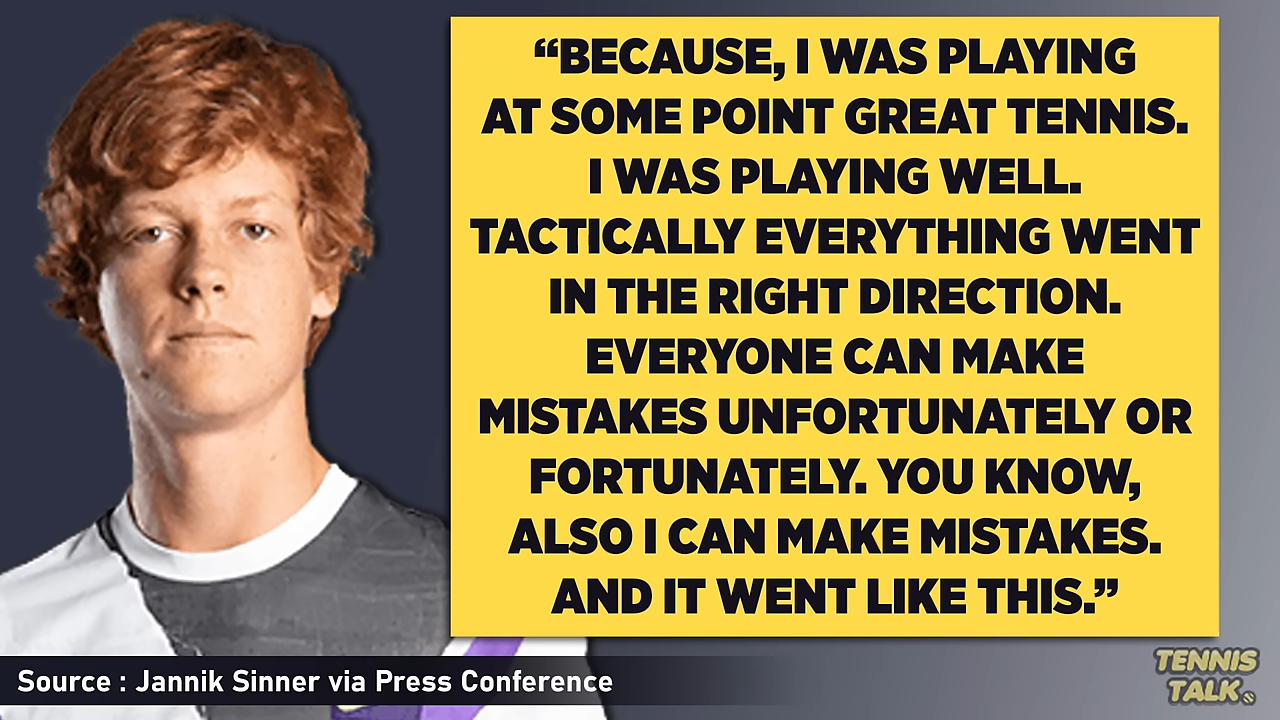 “BECAUSE, I WAS PLAYING
AT SOME POINT GREAT TENNIS.
I WAS PLAYING WELL.
TACTICALLY EVERYTHING WENT
IN THE RIGHT DIRECTION.
EVERYONE CAN MAKE
MISTAKES UNFORTUNATELY OR
FORTUNATELY. YOU KNOW,
ALSO I CAN MAKE MISTAKES.
AND IT WENT LIKE THIS.”
Source : Jannik Sinner via Press Conference
TENNIS
TALK